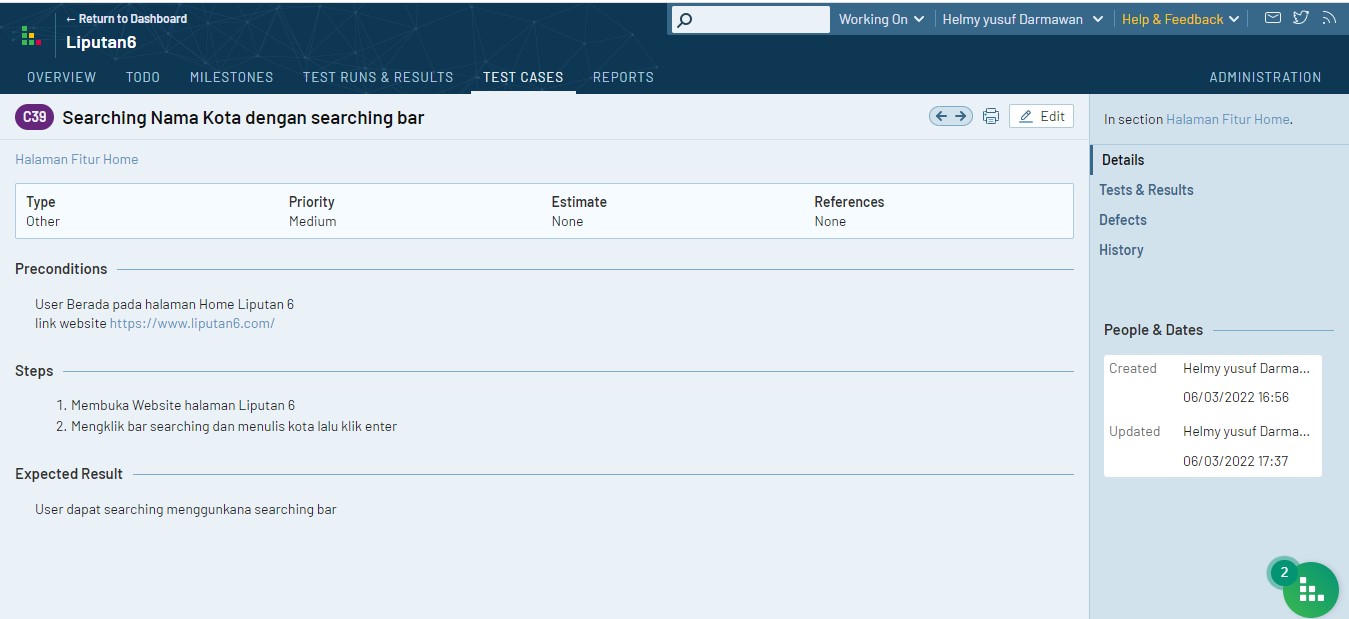 ← Return to Dashboard
Liputan6
Working On
Helmy yusuf Darmawan
Help & Feedback
OVERVIEW TODO MILESTONES TEST RUNS & RESULTS TEST CASES REPORTS ADMINISTRATION
C39 Searching Nama Kota dengan searching bar
Edit
In section Halaman Fitur Home.
Halaman Fitur Home
Type Priority Estimate References
Other Medium None None
Preconditions
User Berada pada halaman Home Liputan 6
link website https://www.liputan6.com/
Steps
1. Membuka Website halaman Liputan 6
2. Mengklik bar searching dan menulis kota lalu klik enter
Expected Result
User dapat searching menggunkana searching bar
Details
Tests & Results
Defects
History
People & Dates
Created Helmy yusuf Darma...
06/03/2022 16:56
Updated Helmy yusuf Darma...
06/03/2022 17:37
2